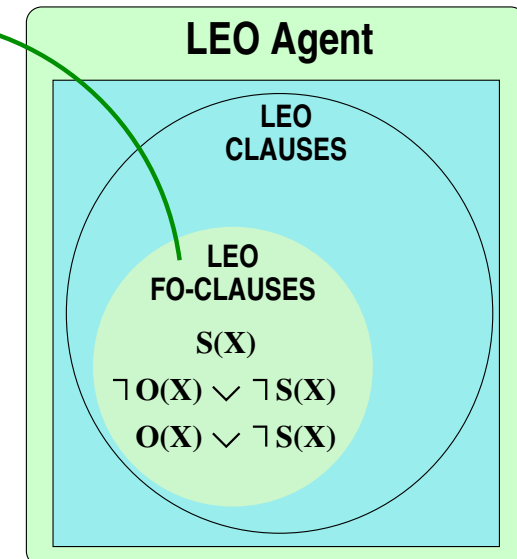 LEO Agent
LEO
CLAUSES
LEO
FO-CLAUSES
S(X)
¬O(X) ∨ ¬S(X)
O(X) ∨ ¬S(X)